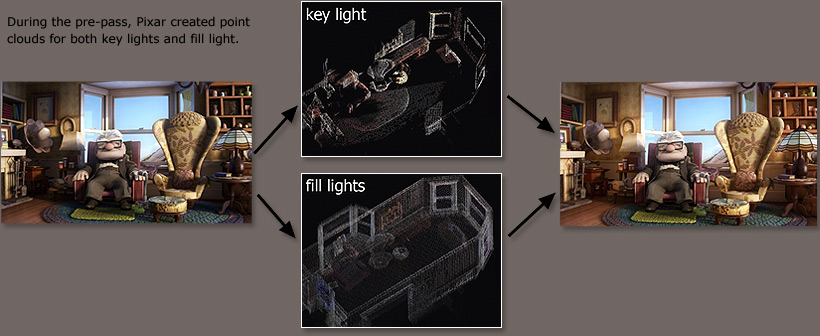 During the pre-pass, Pixar created point
clouds for both key lights and fill light.
key light
fill lights